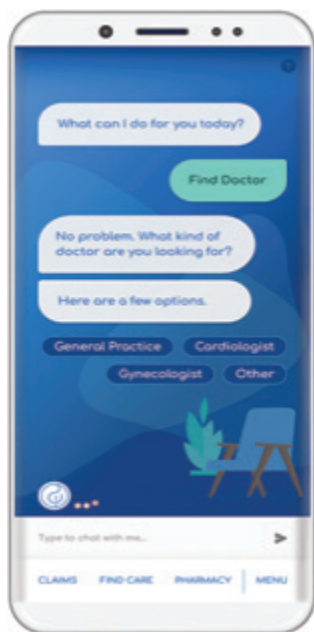 What can I do for you today?
Find Doctor
No problem. What kind of
doctor are you looking for?
Here are a few options.
General Practice Cardiologist
Gynecologist Other
Type to chat with me...
CLAIMS FIND CARE PHARMACY MENU